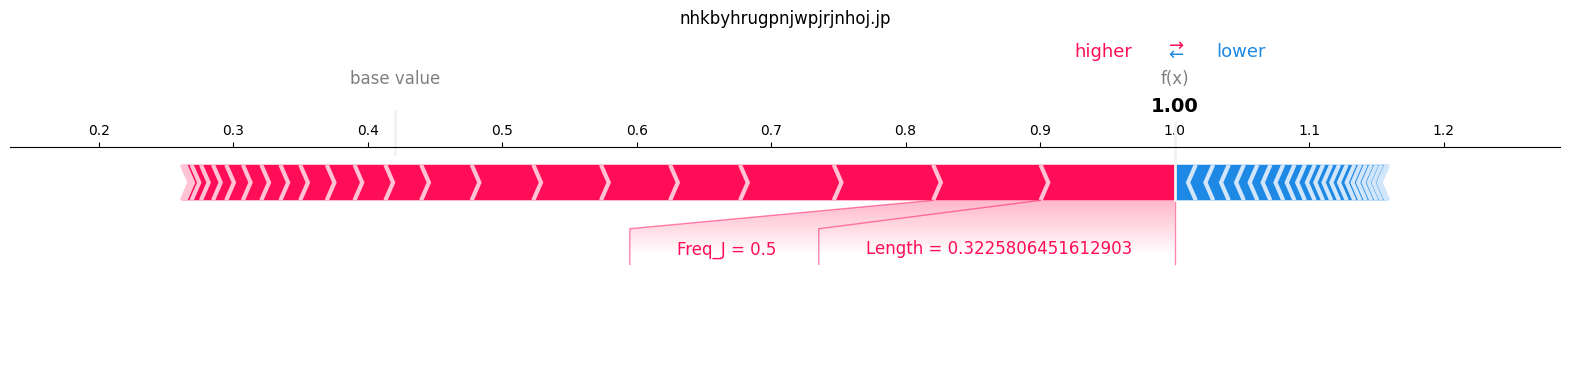 nhkbyhrugpnjwpjrjnhoj.jp
higher ⇄ lower
base value f(x)
1.00
0.2 0.3 0.4 0.5 0.6 0.7 0.8 0.9 1.0 1.1 1.2
Freq_J = 0.5 Length = 0.3225806451612903